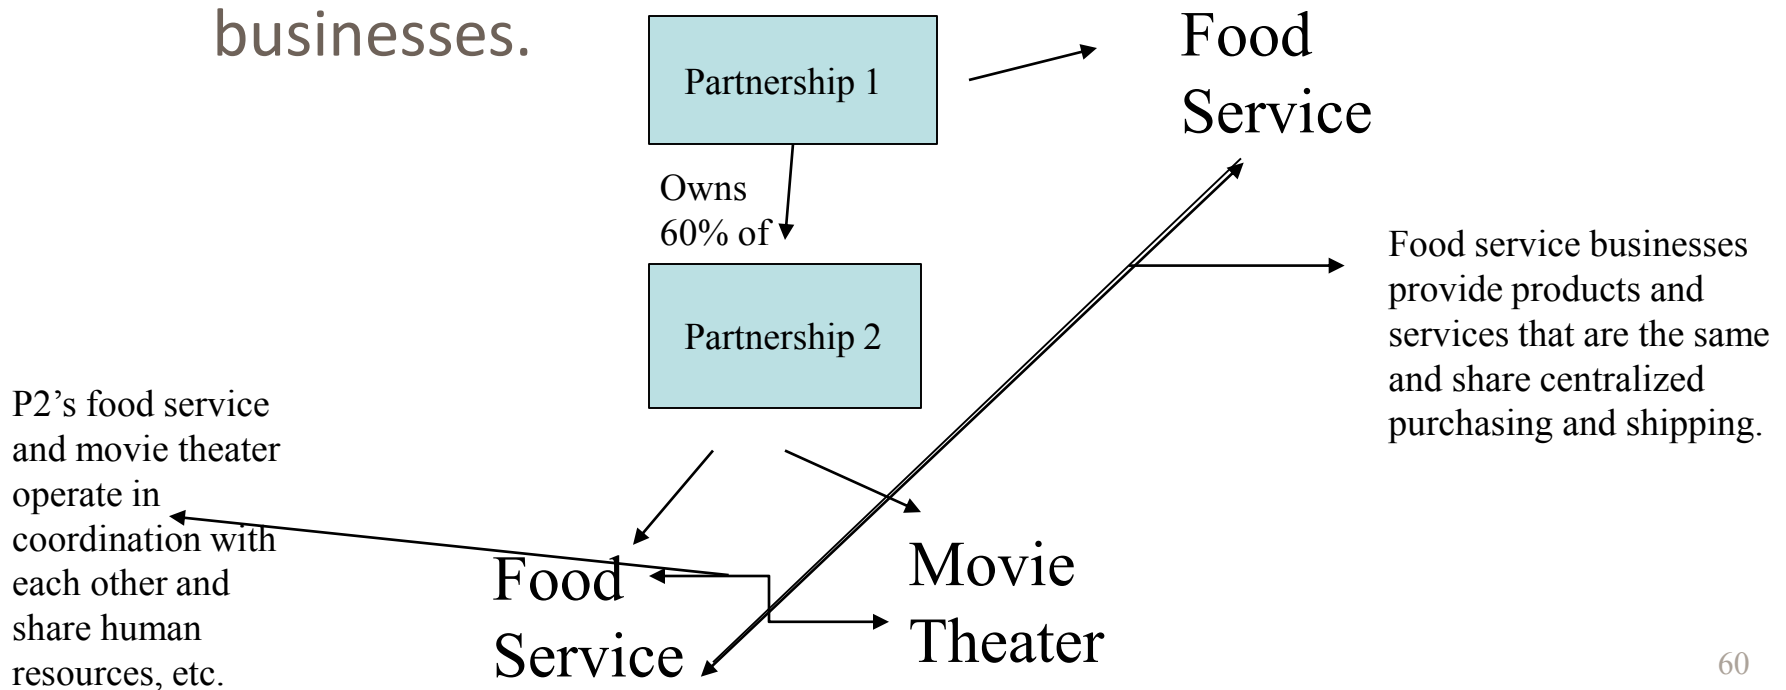 businesses.
Partnership 1
Food
Service
Owns
60% of
Partnership 2
Food service businesses
provide products and
services that are the same
and share centralized
purchasing and shipping.
P2’s food service
and movie theater
operate in
coordination with
each other and
share human
resources, etc.
Food
Service
Movie
Theater
60